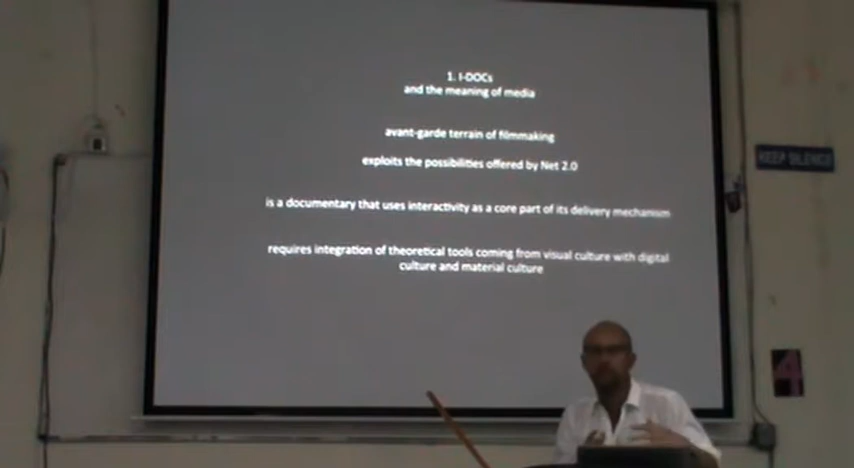 1. I-DOCs
and the meaning of media
avant-garde terrain of filmmaking
exploits the possibilities offered by Net 2.0
is a documentary that uses interactivity as a core part of its delivery mechanism
requires integration of theoretical tools coming from visual culture with digital
culture and material culture
KEEP SILENCE
4